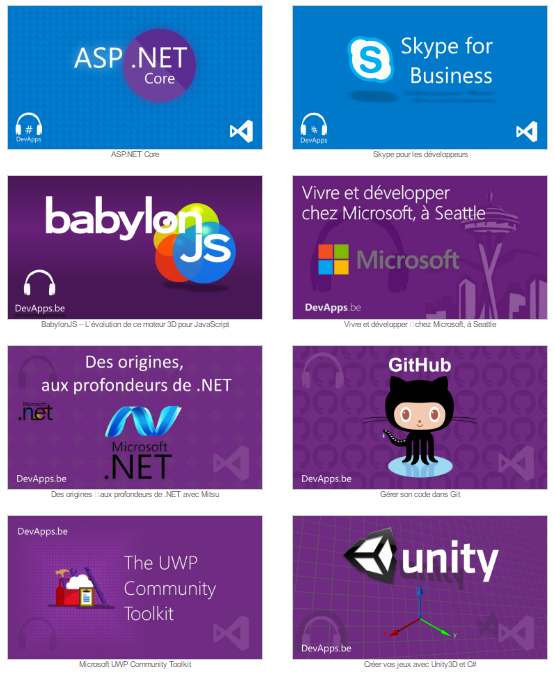 ASP.NET
Core
#
DevApps
ASP.NET Core
Skype for
Business
S
DevApps
Skype pour les développeurs
babylon
JS
DevApps.be
BabylonJS – L'évolution de ce moteur 3D pour JavaScript
Vivre et développer
chez Microsoft, à Seattle
Microsoft
DevApps.be
Vivre et développer chez Microsoft, à Seattle
Des origines,
aux profondeurs de .NET
Microsoft
.net
Microsoft
.NET
DevApps.be
Des origines aux profondeurs de .NET avec Mitsu
GitHub
DevApps.be
Gérer son code dans Git
DevApps.be
The UWP
Community
Toolkit
Microsoft UWP Community Toolkit
unity
x
z
y
DevApps.be
Créer vos jeux avec Unity3D et C#